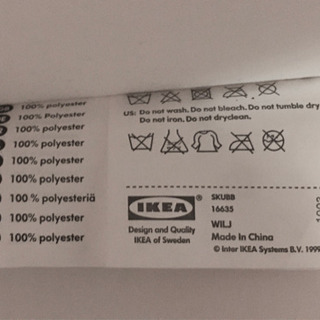 100% polyester
100% Polyester
100% polyester
100% polyester
100% polyester
100% polyester
100 % polyesteriä
100% polyester
100% polyester
US: Do not wash. Do not bleach. Do not tumble dry
Do not iron. Do not dryclean.
IKEA
Design and Quality
IKEA of Sweden
SKUBB
16635
WILJ
Made In China
© Inter IKEA Systems B.V. 1999